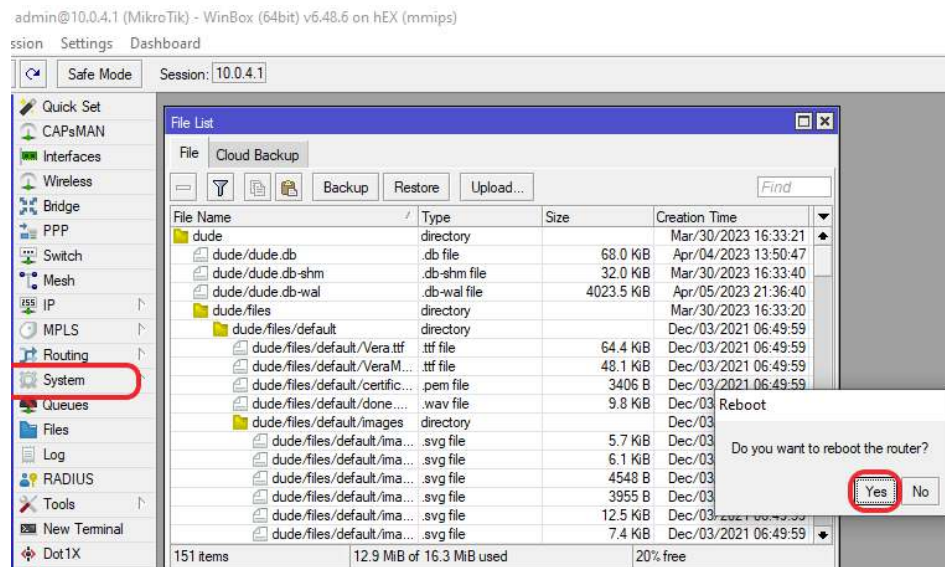 admin@10.0.4.1 (MikroTik) - WinBox (64bit) v6.48.6 on hEX (mmips)
ssion Settings Dashboard
Safe Mode Session: 10.0.4.1
Quick Set
CAPsMAN
Interfaces
Wireless
Bridge
PPP
Switch
Mesh
IP
MPLS
Routing
System
Queues
Files
Log
RADIUS
Tools
New Terminal
Dot1X
File List
File Cloud Backup
Backup Restore Upload... Find
File Name / Type Size Creation Time
dude directory Mar/30/2023 16:33:21
dude/dude.db .db file 68.0 KiB Apr/04/2023 13:50:47
dude/dude.db-shm .db-shm file 32.0 KiB Mar/30/2023 16:33:40
dude/dude.db-wal .db-wal file 4023.5 KiB Apr/05/2023 21:36:40
dude/files directory Mar/30/2023 16:33:20
dude/files/default directory Dec/03/2021 06:49:59
dude/files/default/Vera.ttf .ttf file 64.4 KiB Dec/03/2021 06:49:59
dude/files/default/VeraM... .ttf file 48.1 KiB Dec/03/2021 06:49:59
dude/files/default/certific... .pem file 3406 B Dec/03/2021 06:49:59
dude/files/default/done.... .wav file 9.8 KiB Dec/03
dude/files/default/images directory Dec/03
dude/files/default/ima... .svg file 5.7 KiB Dec/03
dude/files/default/ima... .svg file 6.1 KiB Dec/03
dude/files/default/ima... .svg file 4548 B Dec/03
dude/files/default/ima... .svg file 3955 B Dec/03
dude/files/default/ima... .svg file 12.5 KiB
dude/files/default/ima... .svg file 7.4 KiB Dec/03/2021 06:49:59
151 items 12.9 MiB of 16.3 MiB used 20% free
Reboot
Do you want to reboot the router?
Yes No